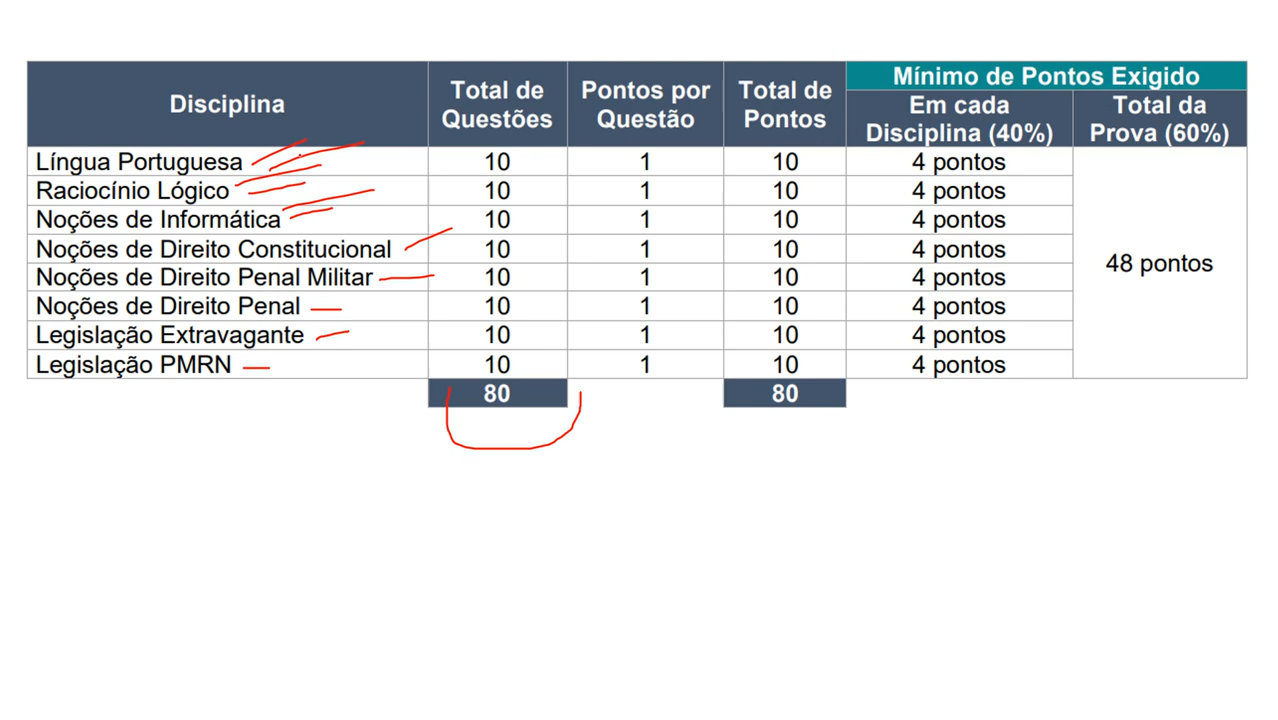 Disciplina Total de Questões Pontos por Questão Total de Pontos Mínimo de Pontos Exigido
Em cada Disciplina (40%) Total da Prova (60%)
Língua Portuguesa 10 1 10 4 pontos
Raciocínio Lógico 10 1 10 4 pontos
Noções de Informática 10 1 10 4 pontos
Noções de Direito Constitucional 10 1 10 4 pontos
48 pontos
Noções de Direito Penal Militar 10 1 10 4 pontos
Noções de Direito Penal 10 1 10 4 pontos
Legislação Extravagante 10 1 10 4 pontos
Legislação PMRN 10 1 10 4 pontos
80 80